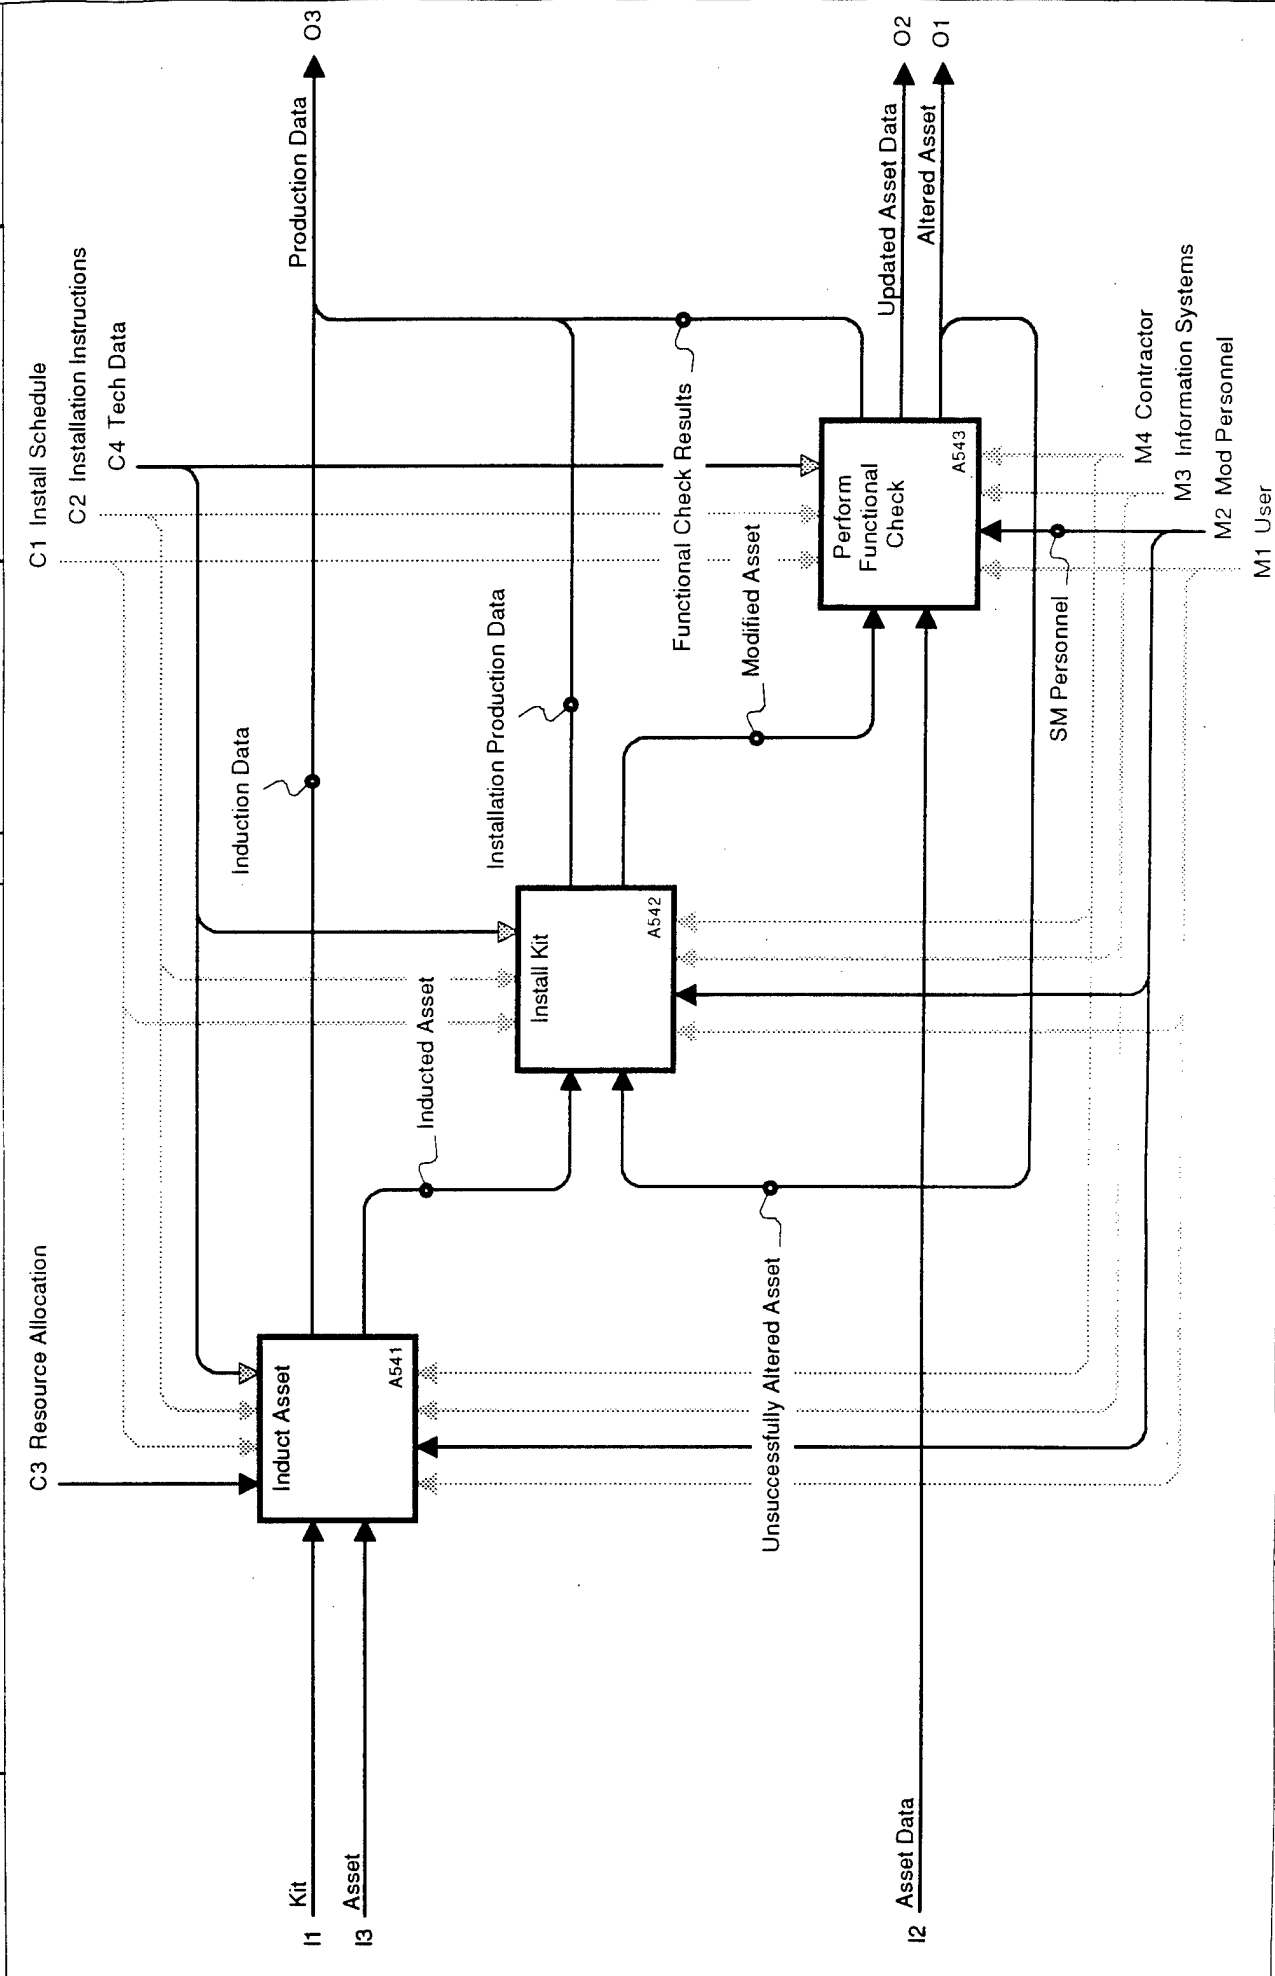 C3 Resource Allocation
C1 Install Schedule
C2 Installation Instructions
C4 Tech Data
I1
Kit
I3
Asset
Induct Asset
A541
Induction Data
Production Data
O3
Inducted Asset
Install Kit
A542
Installation Production Data
Functional Check Results
Modified Asset
Unsuccessfully Altered Asset
Perform
Functional
Check
A543
Updated Asset Data
O2
Altered Asset
O1
I2
Asset Data
SM Personnel
M4 Contractor
M3 Information Systems
M2 Mod Personnel
M1 User